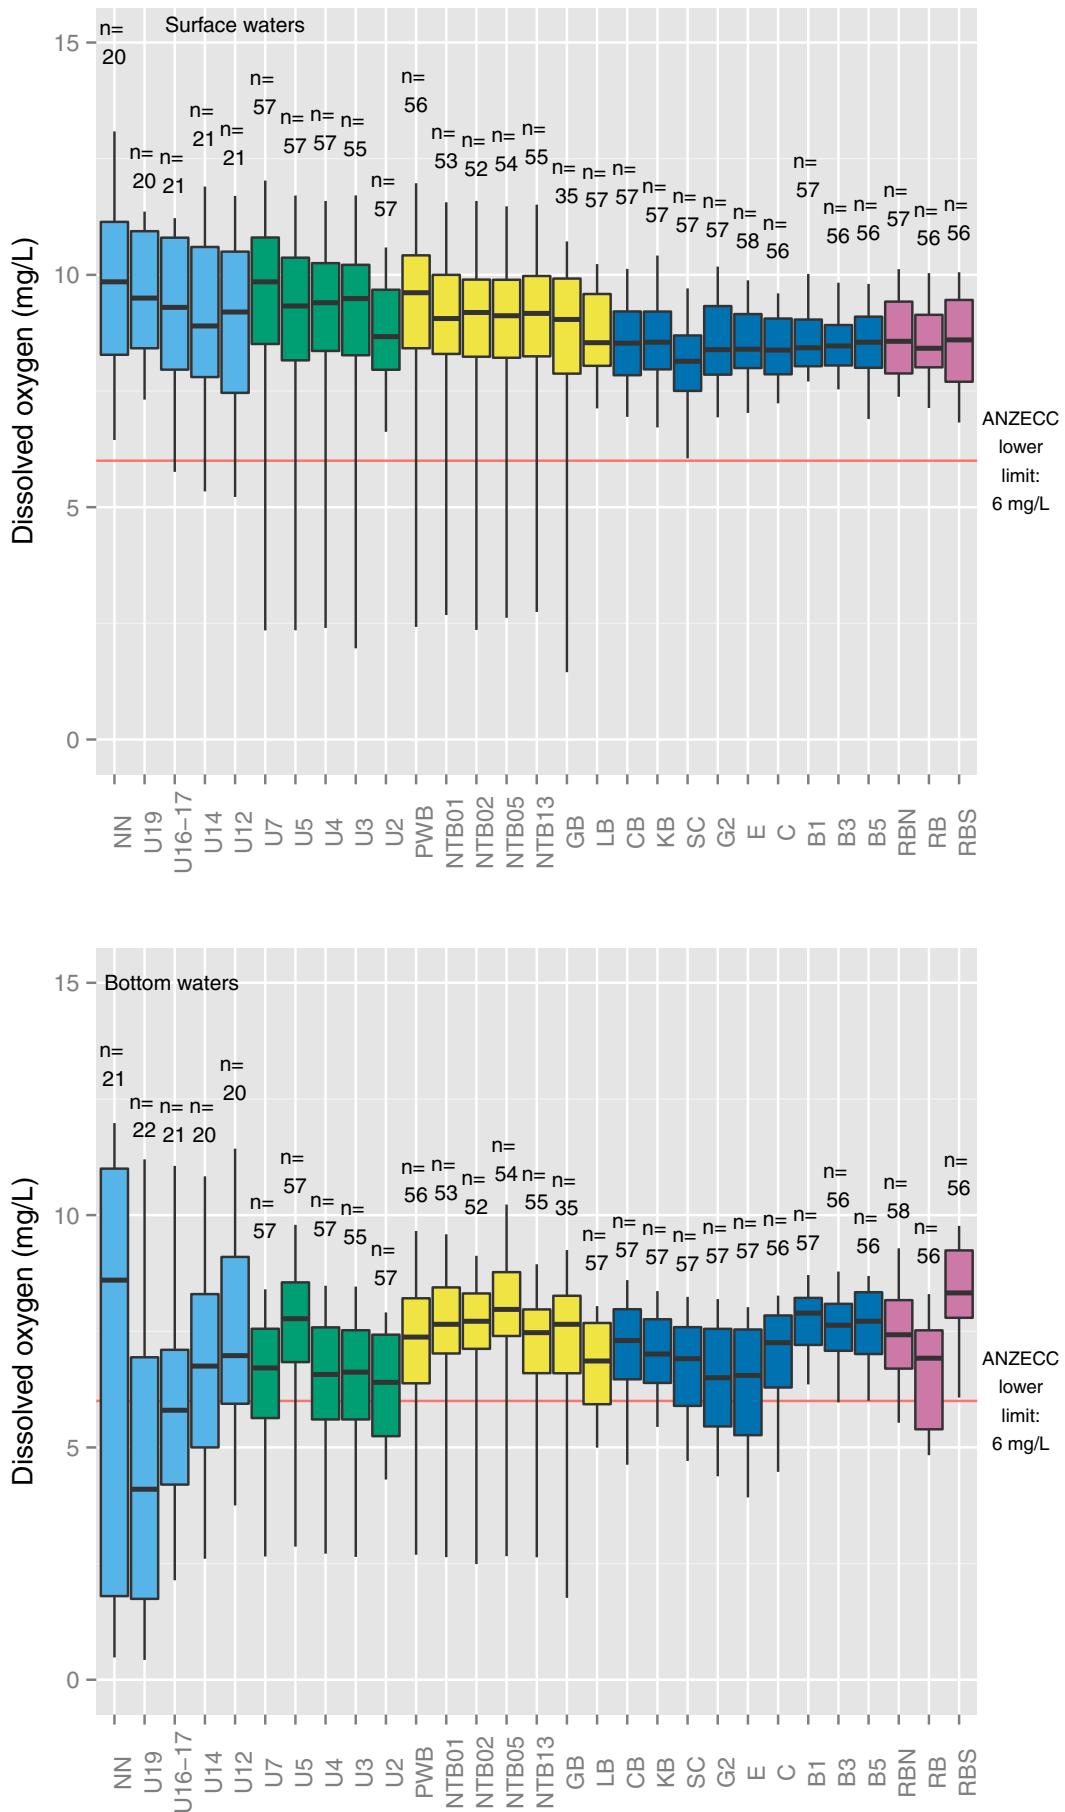 Surface waters
15
10
5
0
Dissolved oxygen (mg/L)
n=
20
n=
20
n=
21
n=
21
n=
21
n=
57
n=
57
n=
57
n=
55
n=
57
n=
56
n=
53
n=
52
n=
54
n=
55
n=
35
n=
57
n=
57
n=
57
n=
57
n=
57
n=
58
n=
56
n=
57
n=
56
n=
56
n=
57
n=
56
n=
56
ANZECC
lower
limit:
6 mg/L
NN
U19
U16−17
U14
U12
U7
U5
U4
U3
U2
PWB
NTB01
NTB02
NTB05
NTB13
GB
LB
CB
KB
SC
G2
E
C
B1
B3
B5
RBN
RB
RBS
Bottom waters
15
10
5
0
Dissolved oxygen (mg/L)
n=
21
n=
22
n=
21
n=
20
n=
20
n=
57
n=
57
n=
57
n=
55
n=
57
n=
56
n=
53
n=
52
n=
54
n=
55
n=
35
n=
57
n=
57
n=
57
n=
57
n=
57
n=
57
n=
56
n=
57
n=
56
n=
56
n=
58
n=
56
n=
56
ANZECC
lower
limit:
6 mg/L
NN
U19
U16−17
U14
U12
U7
U5
U4
U3
U2
PWB
NTB01
NTB02
NTB05
NTB13
GB
LB
CB
KB
SC
G2
E
C
B1
B3
B5
RBN
RB
RBS